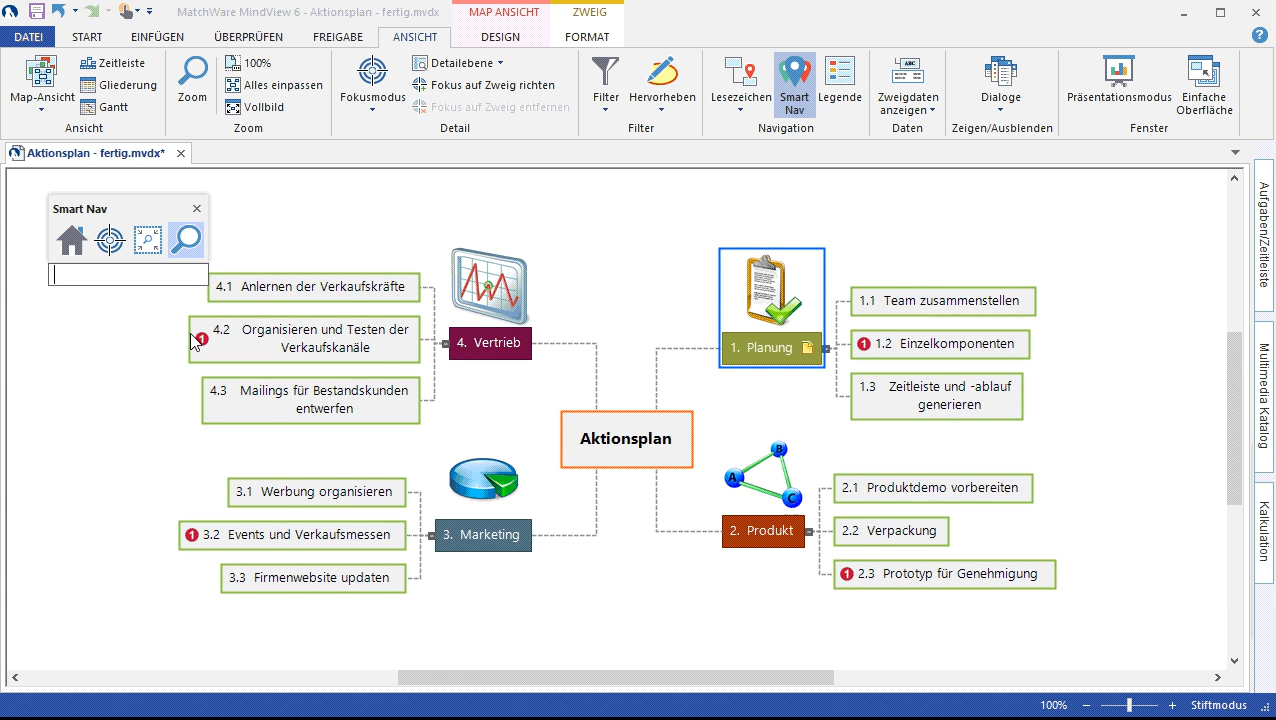 MatchWare MindView 6 - Aktionsplan - fertig.mvdx
MAP ANSICHT
ZWEIG
DATEI
START
EINFÜGEN
ÜBERPRÜFEN
FREIGABE
ANSICHT
DESIGN
FORMAT
Map-Ansicht
Zeitleiste
Gliederung
Gantt
Ansicht
Zoom
100%
Alles einpassen
Vollbild
Zoom
Fokusmodus
Detailebene
Fokus auf Zweig richten
Fokus auf Zweig entfernen
Detail
Filter
Hervorheben
Filter
Lesezeichen
Smart
Nav
Legende
Navigation
Zweigdaten
anzeigen
Daten
Dialoge
Zeigen/Ausblenden
Präsentationsmodus
Einfache
Oberfläche
Fenster
Aktionsplan - fertig.mvdx*
Smart Nav
4.1 Anlernen der Verkaufskräfte
1 4.2 Organisieren und Testen der
Verkaufskanäle
4.3 Mailings für Bestandskunden
entwerfen
4. Vertrieb
1. Planung
1.1 Team zusammenstellen
1 1.2 Einzelkomponenten
1.3 Zeitleiste und -ablauf
generieren
Aktionsplan
3.1 Werbung organisieren
1 3.2 Events und Verkaufsmessen
3.3 Firmenwebsite updaten
3. Marketing
A
B
C
2. Produkt
2.1 Produktdemo vorbereiten
2.2 Verpackung
1 2.3 Prototyp für Genehmigung
Aufgaben/Zeitleiste
Multimedia Katalog
Kalkulation
100%
Stiftmodus